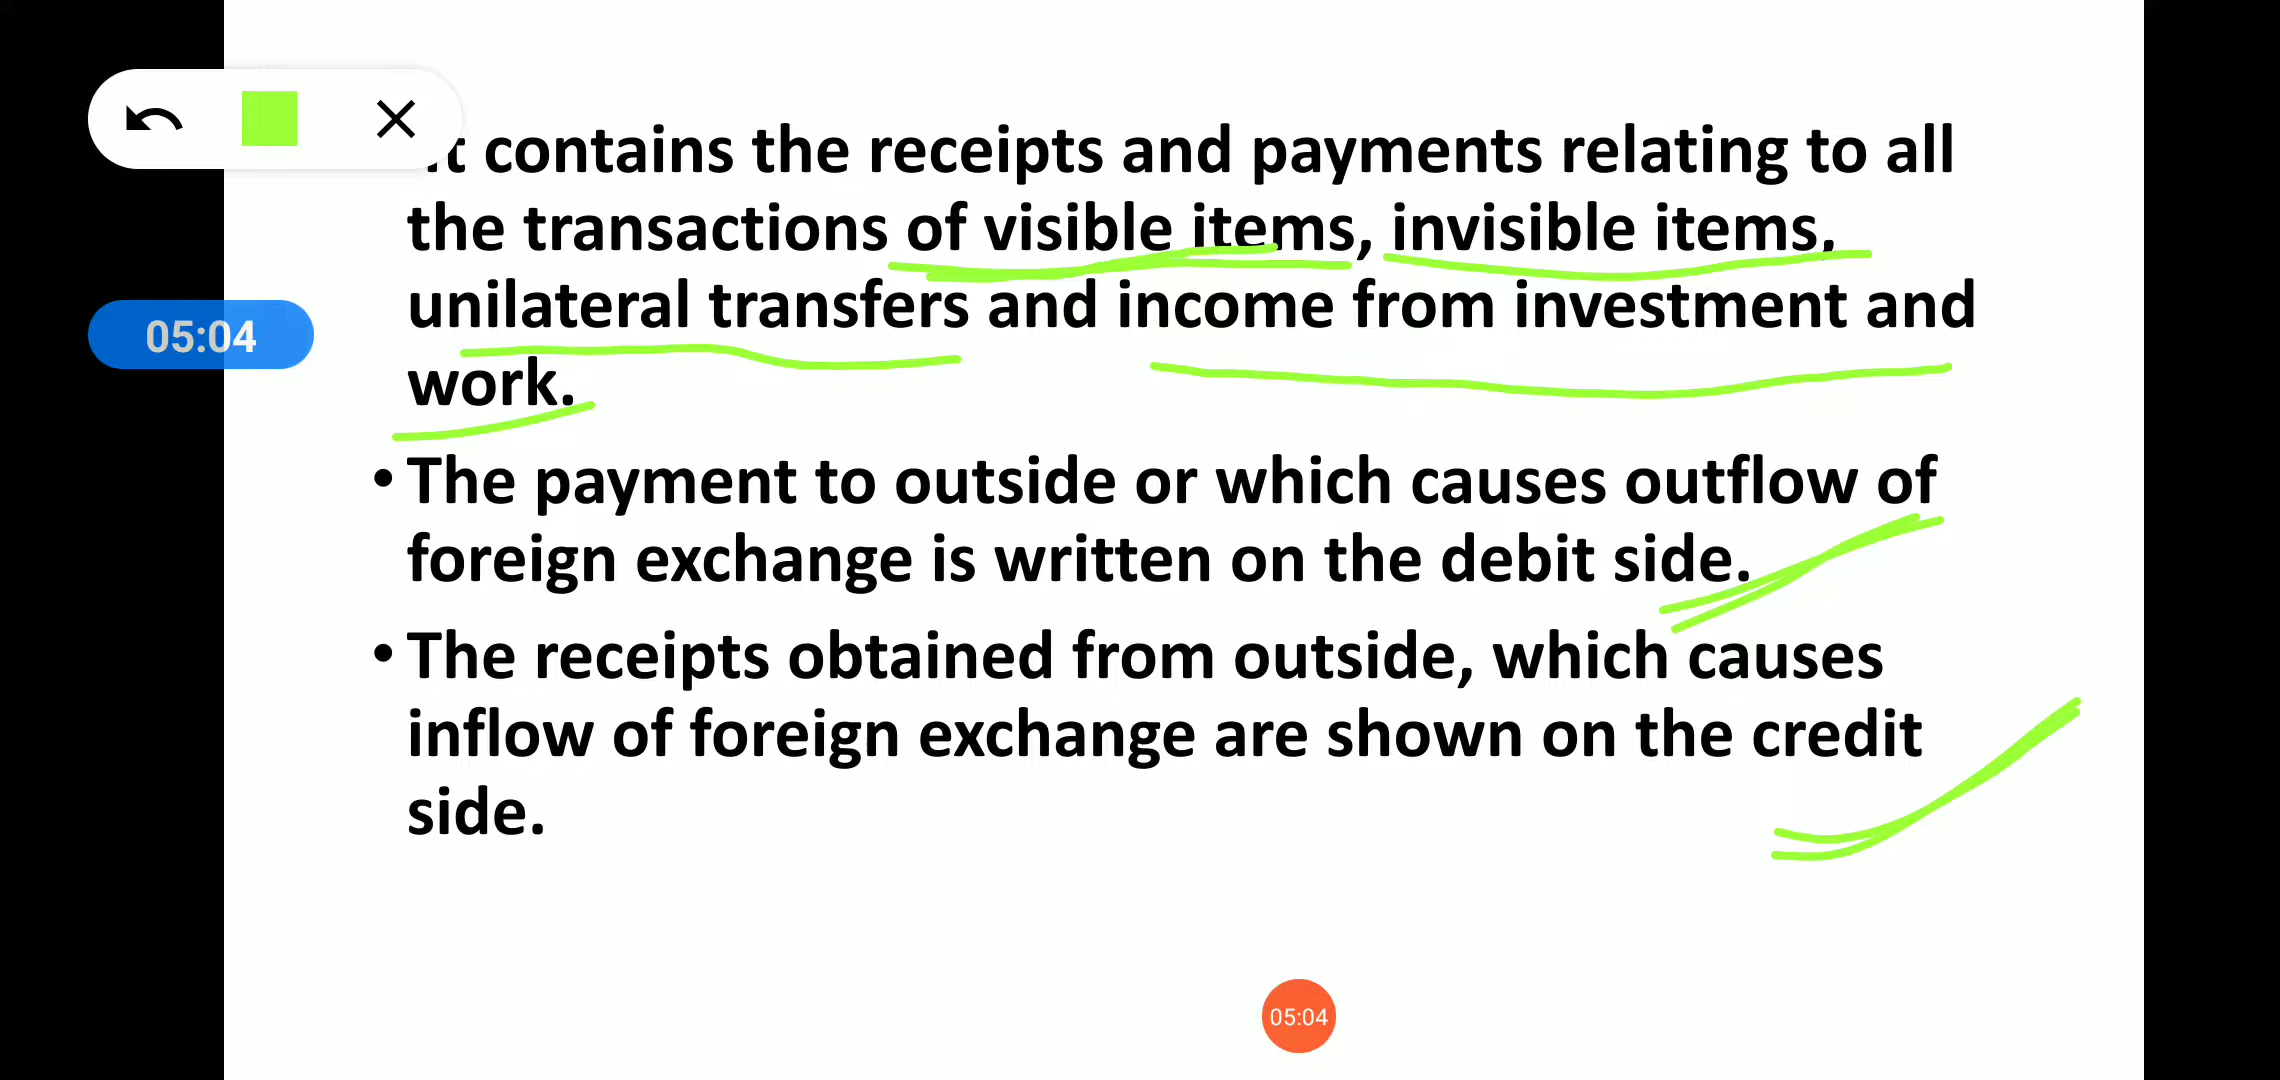 It contains the receipts and payments relating to all
the transactions of visible items, invisible items,
unilateral transfers and income from investment and
05:04
work.
• The payment to outside or which causes outflow of
foreign exchange is written on the debit side.
• The receipts obtained from outside, which causes
inflow of foreign exchange are shown on the credit
side.
05:04